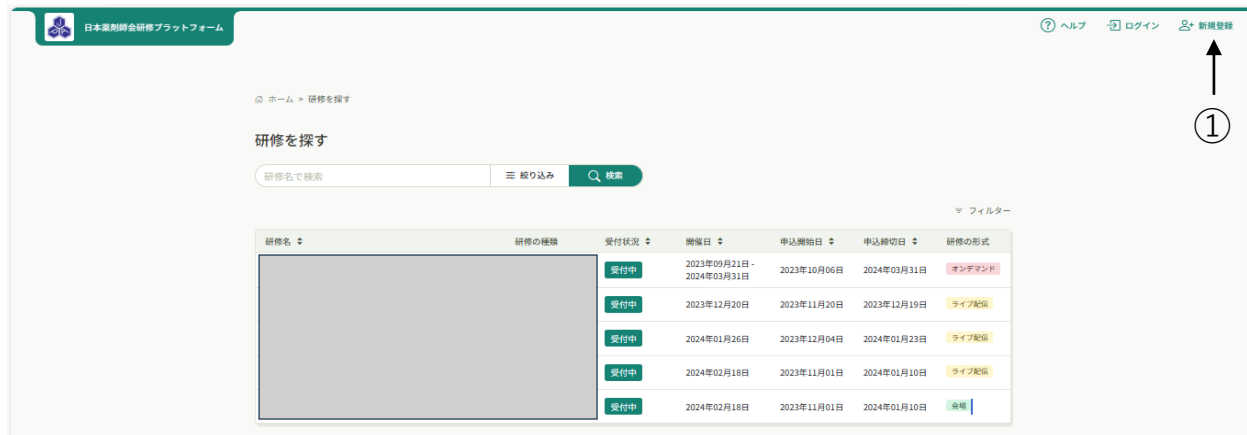 日本薬剤師会研修プラットフォーム
? ヘルプ ログイン 新規登録
①
ホーム > 研修を探す
研修を探す
研修名で検索 絞り込み 検索
フィルター
研修名 研修の種類 受付状況 開催日 申込開始日 申込締切日 研修の形式
受付中 2023年09月21日 - 2023年10月06日 2024年03月31日 オンデマンド
2024年03月31日
受付中 2023年12月20日 2023年11月20日 2023年12月19日 ライブ配信
受付中 2024年01月26日 2023年12月04日 2024年01月23日 ライブ配信
受付中 2024年02月18日 2023年11月01日 2024年01月10日 ライブ配信
受付中 2024年02月18日 2023年11月01日 2024年01月10日 会場